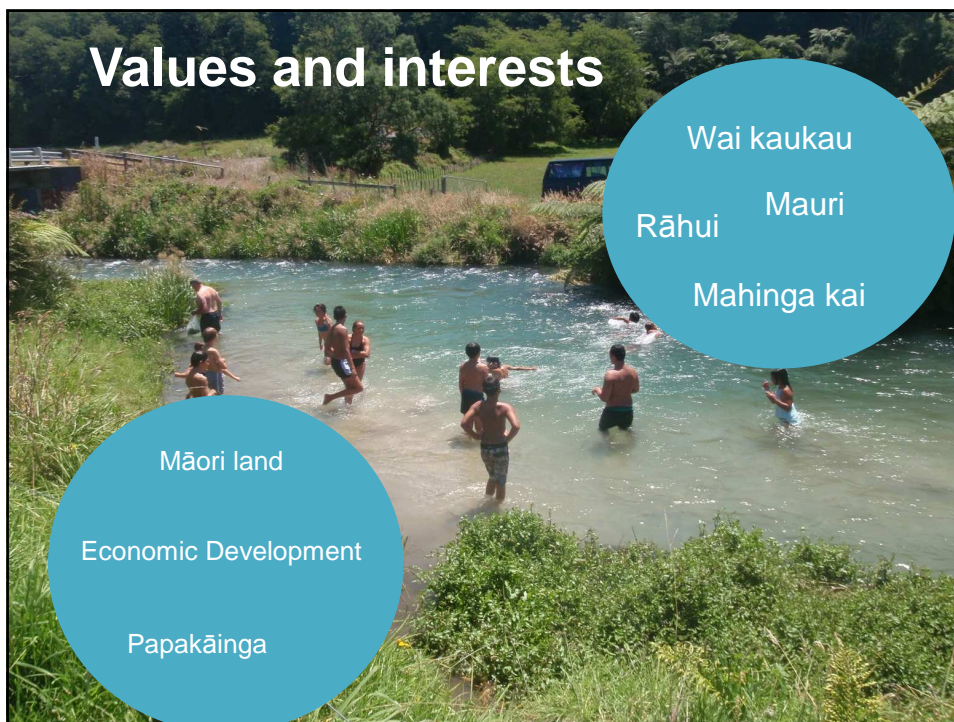 Values and interests
Wai kaukau
Mauri
Rāhui
Mahinga kai
Māori land
Economic Development
Papakāinga